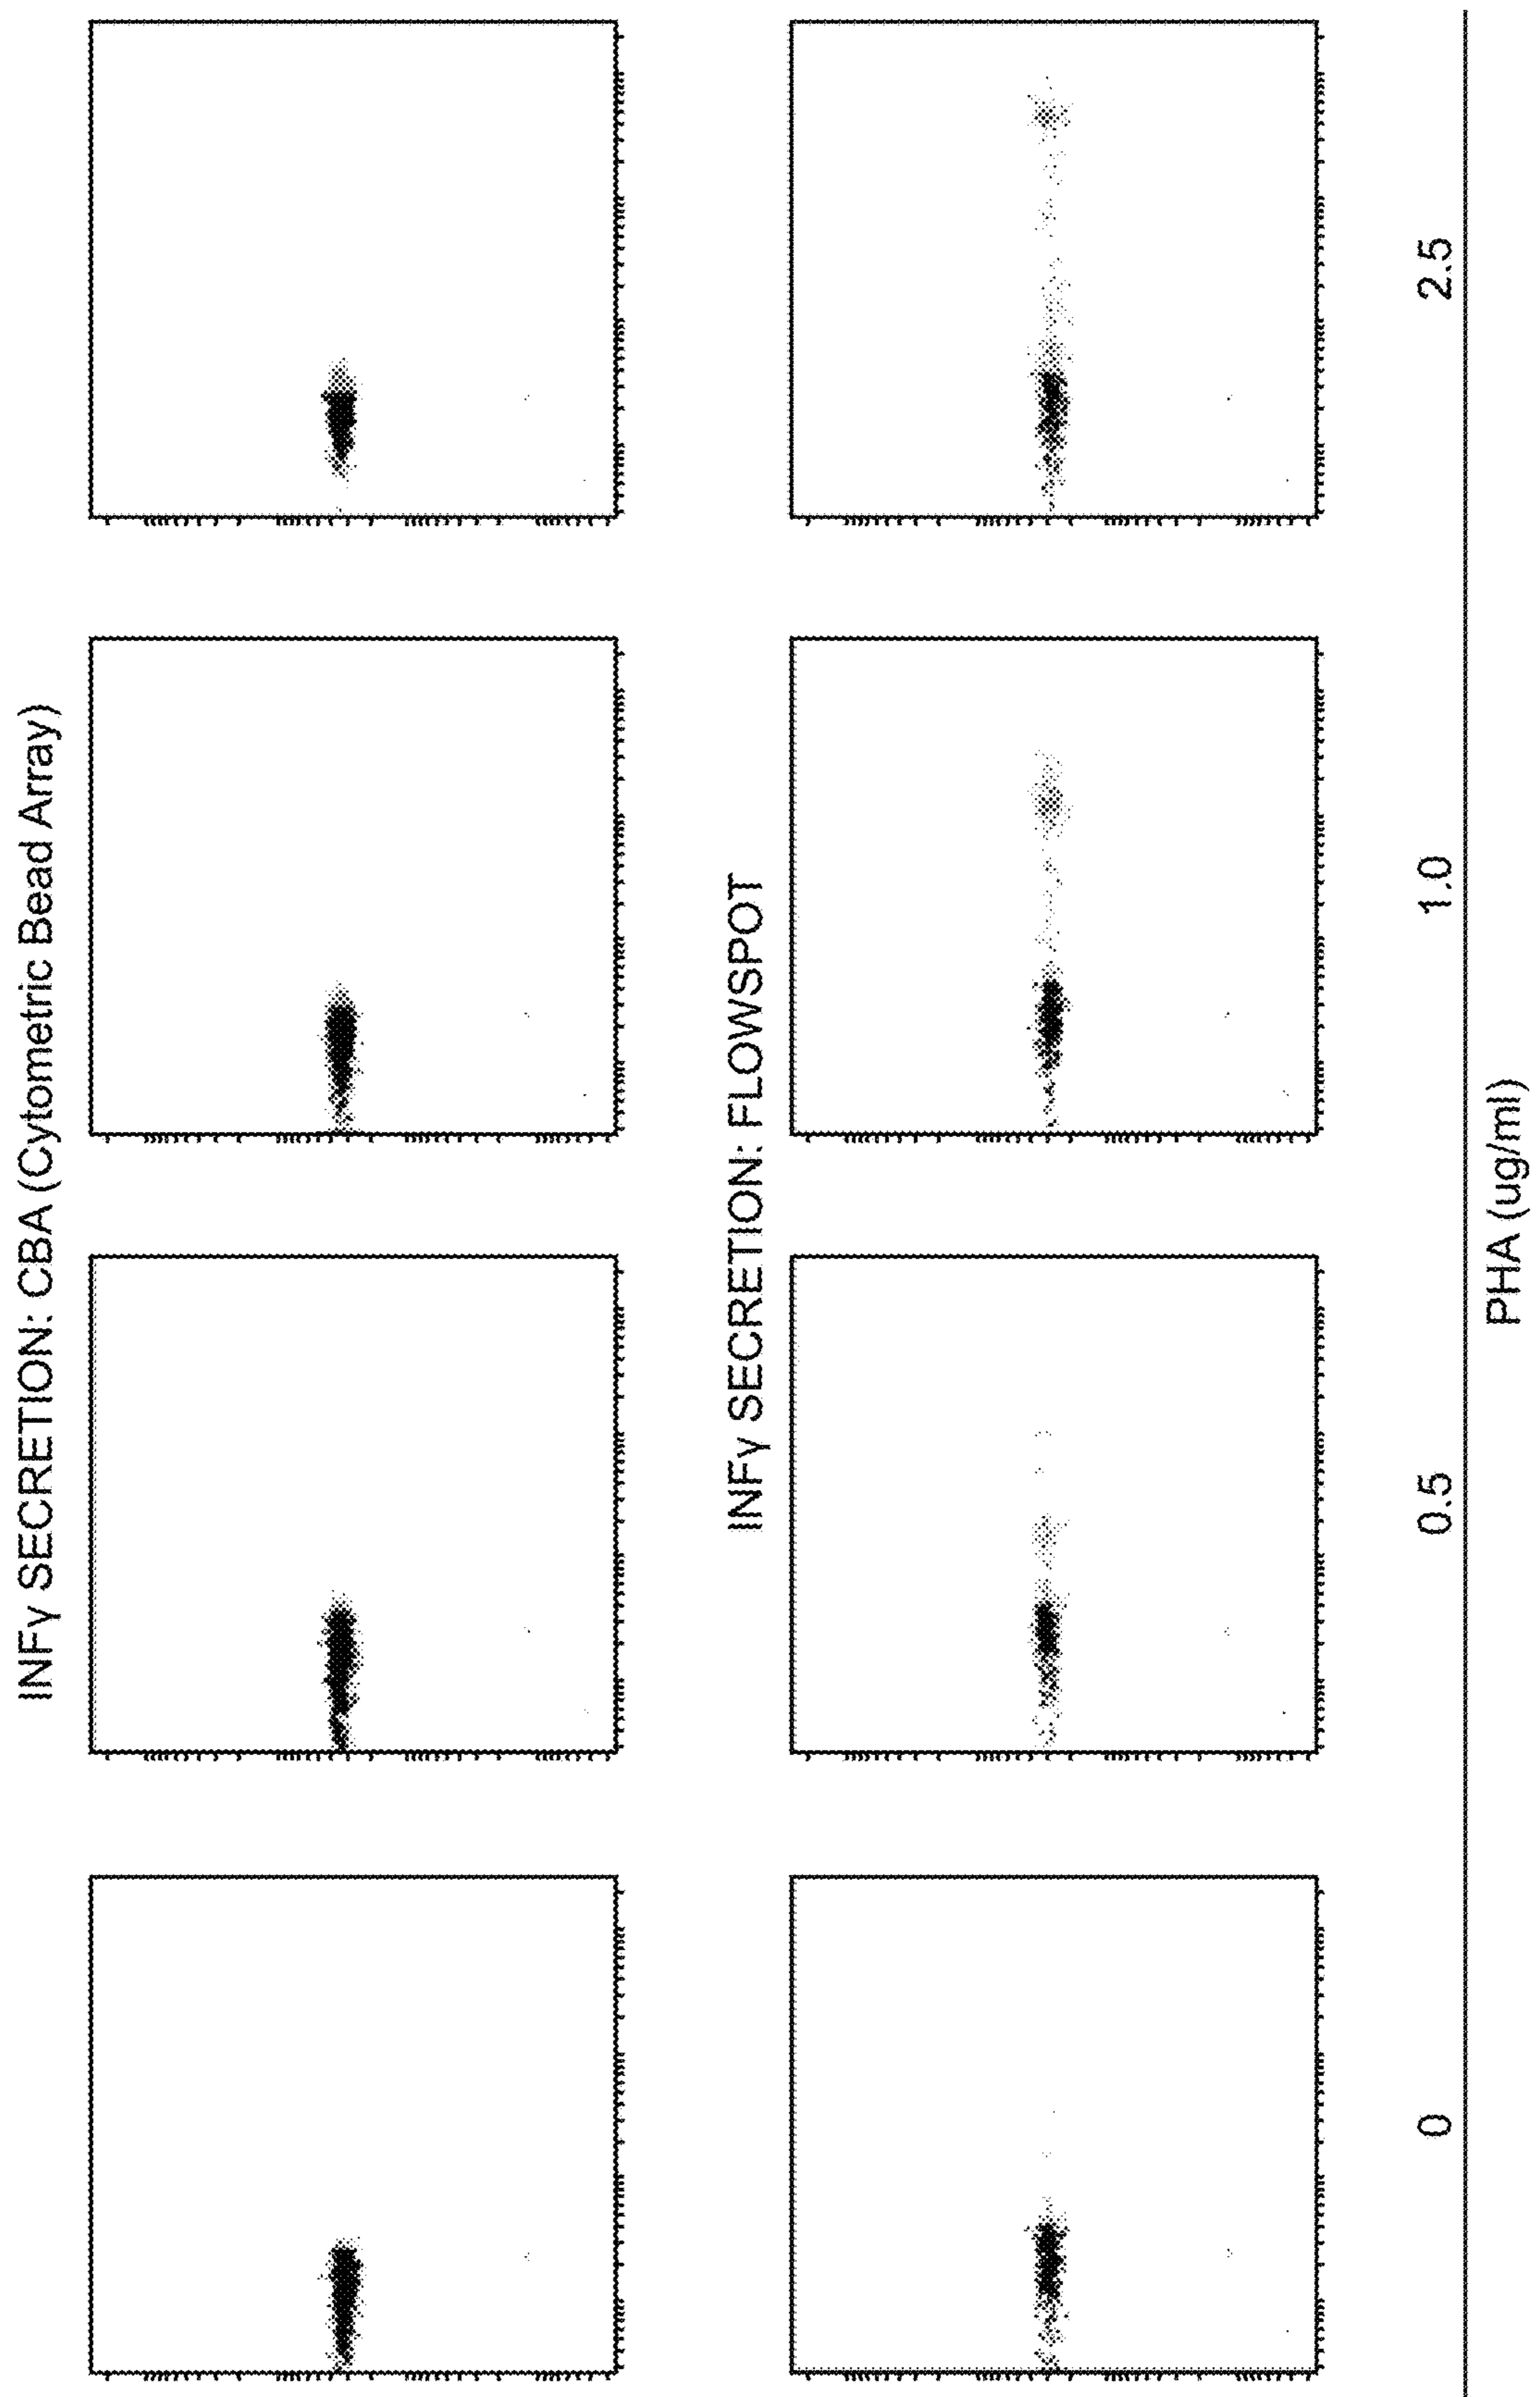 INFγ SECRETION: CBA (Cytometric Bead Array)
INFγ SECRETION: FLOWSPOT
0 0.5 1.0 2.5
PHA (ug/ml)